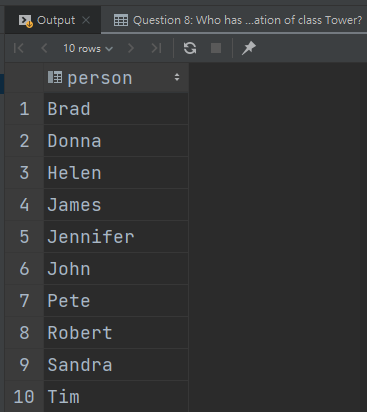 Output
Question 8: Who has ...ation of class Tower?
10 rows
person
1 Brad
2 Donna
3 Helen
4 James
5 Jennifer
6 John
7 Pete
8 Robert
9 Sandra
10 Tim